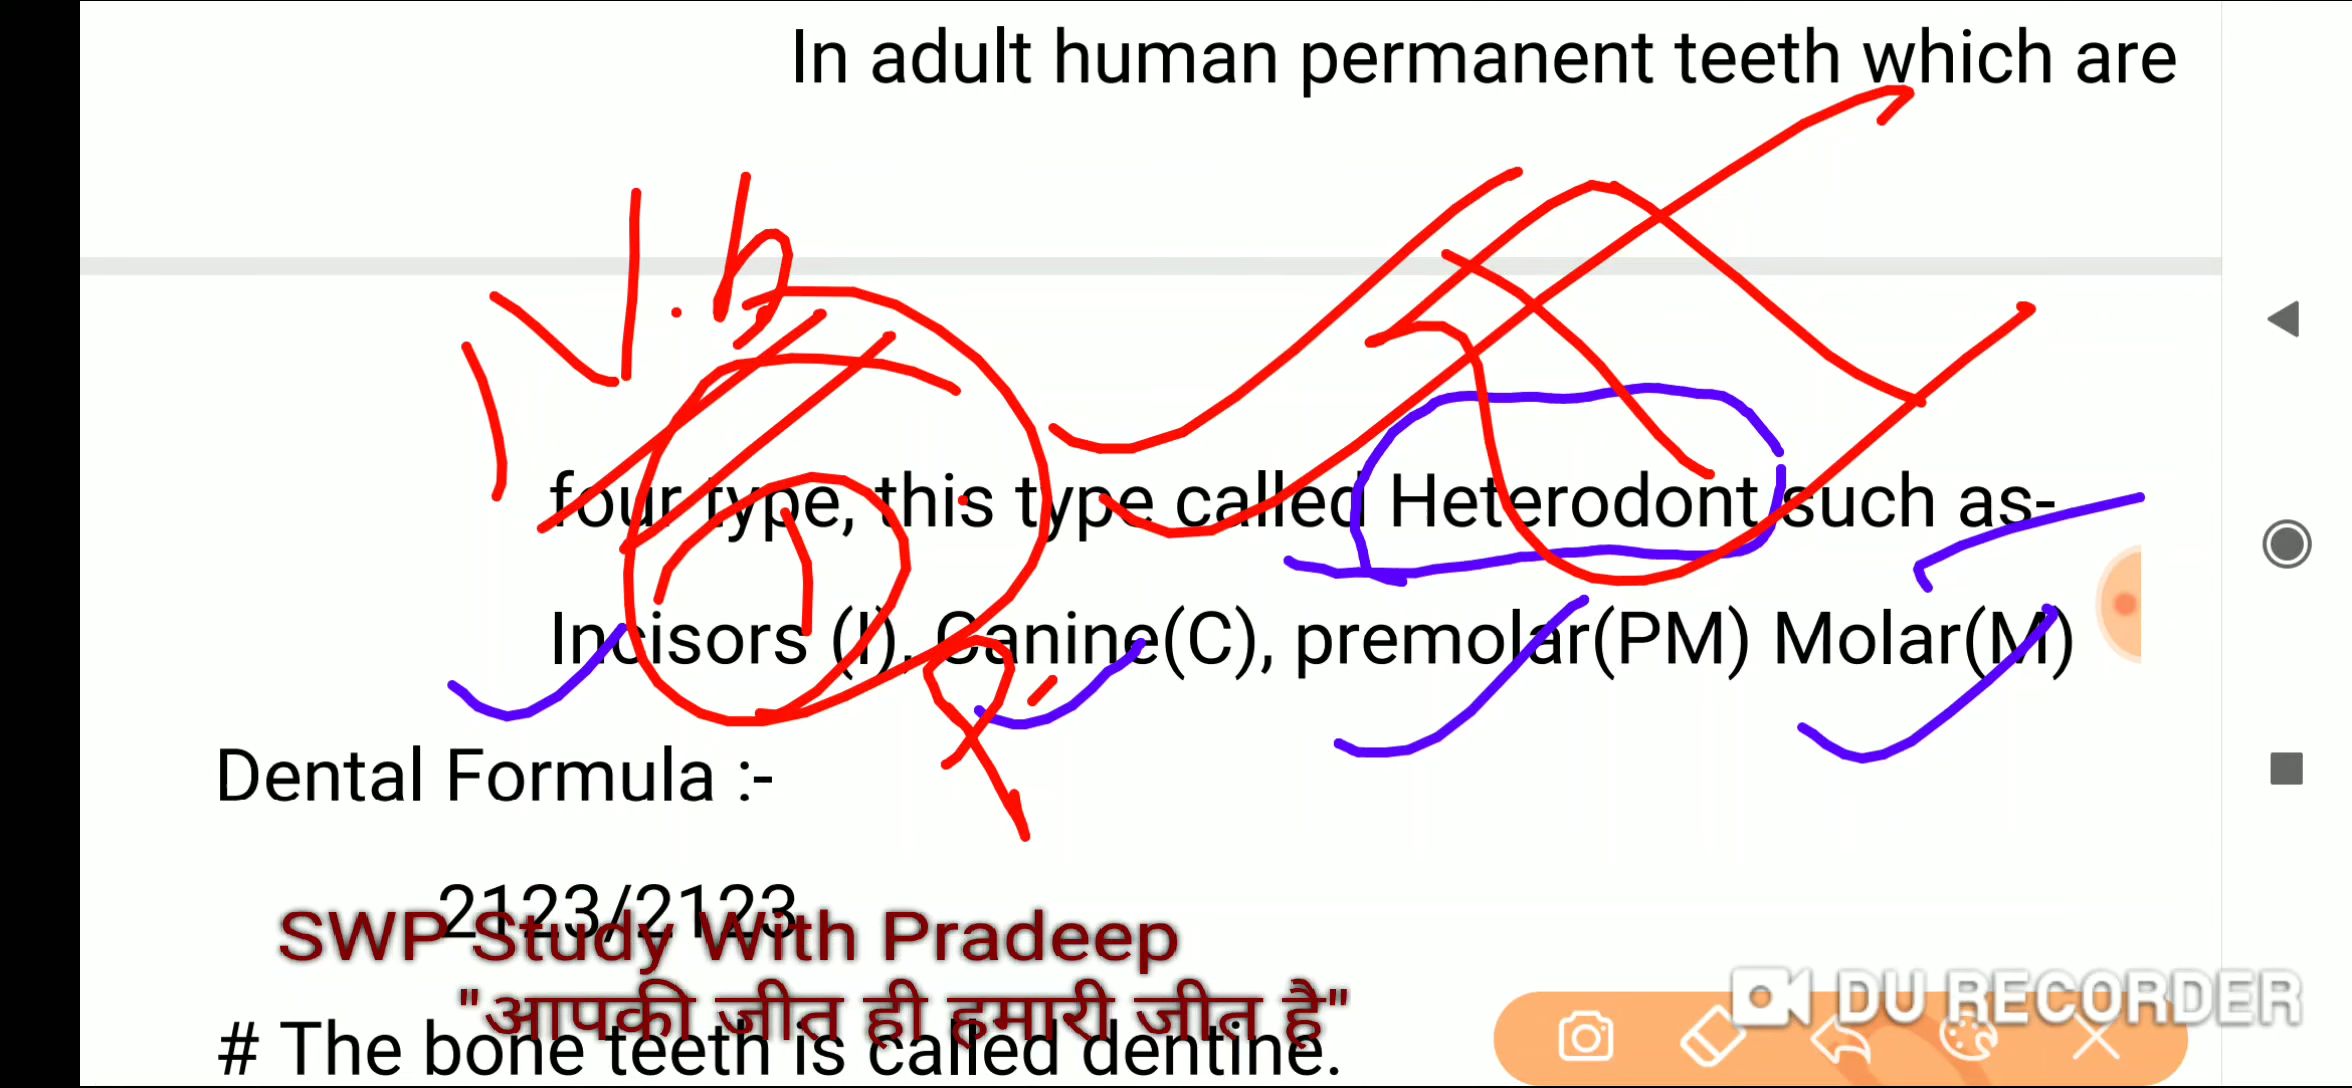 In adult human permanent teeth which are
four type, this type called Heterodont such as-
Incisors (I), Canine(C), premolar(PM) Molar(M)
Dental Formula :-
2123/2123
SWP Study With Pradeep
"आपकी जीत ही हमारी जीत है"
# The bone teeth is called dentine.
DU RECORDER